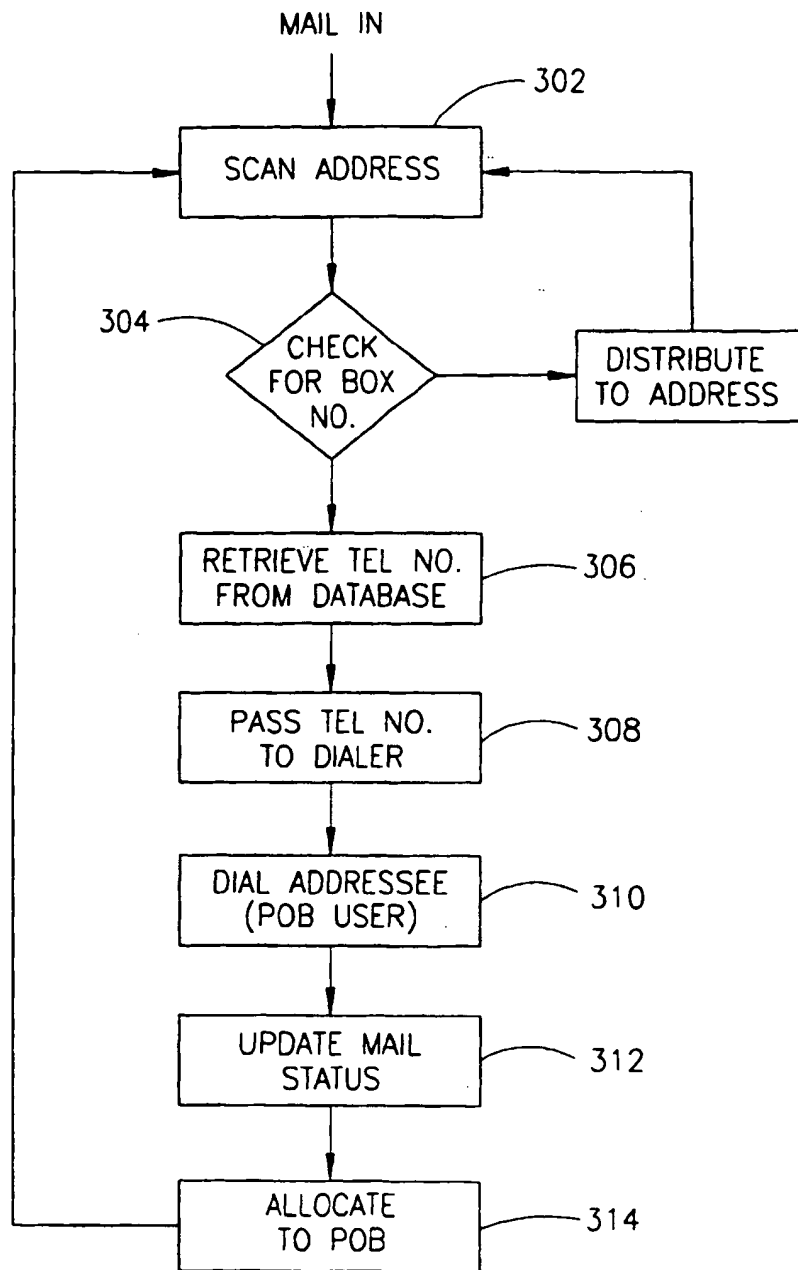 MAIL IN
302
SCAN ADDRESS
304
CHECK
FOR BOX
NO.
DISTRIBUTE
TO ADDRESS
RETRIEVE TEL NO.
FROM DATABASE
306
PASS TEL NO.
TO DIALER
308
DIAL ADDRESSEE
(POB USER)
310
UPDATE MAIL
STATUS
312
ALLOCATE
TO POB
314